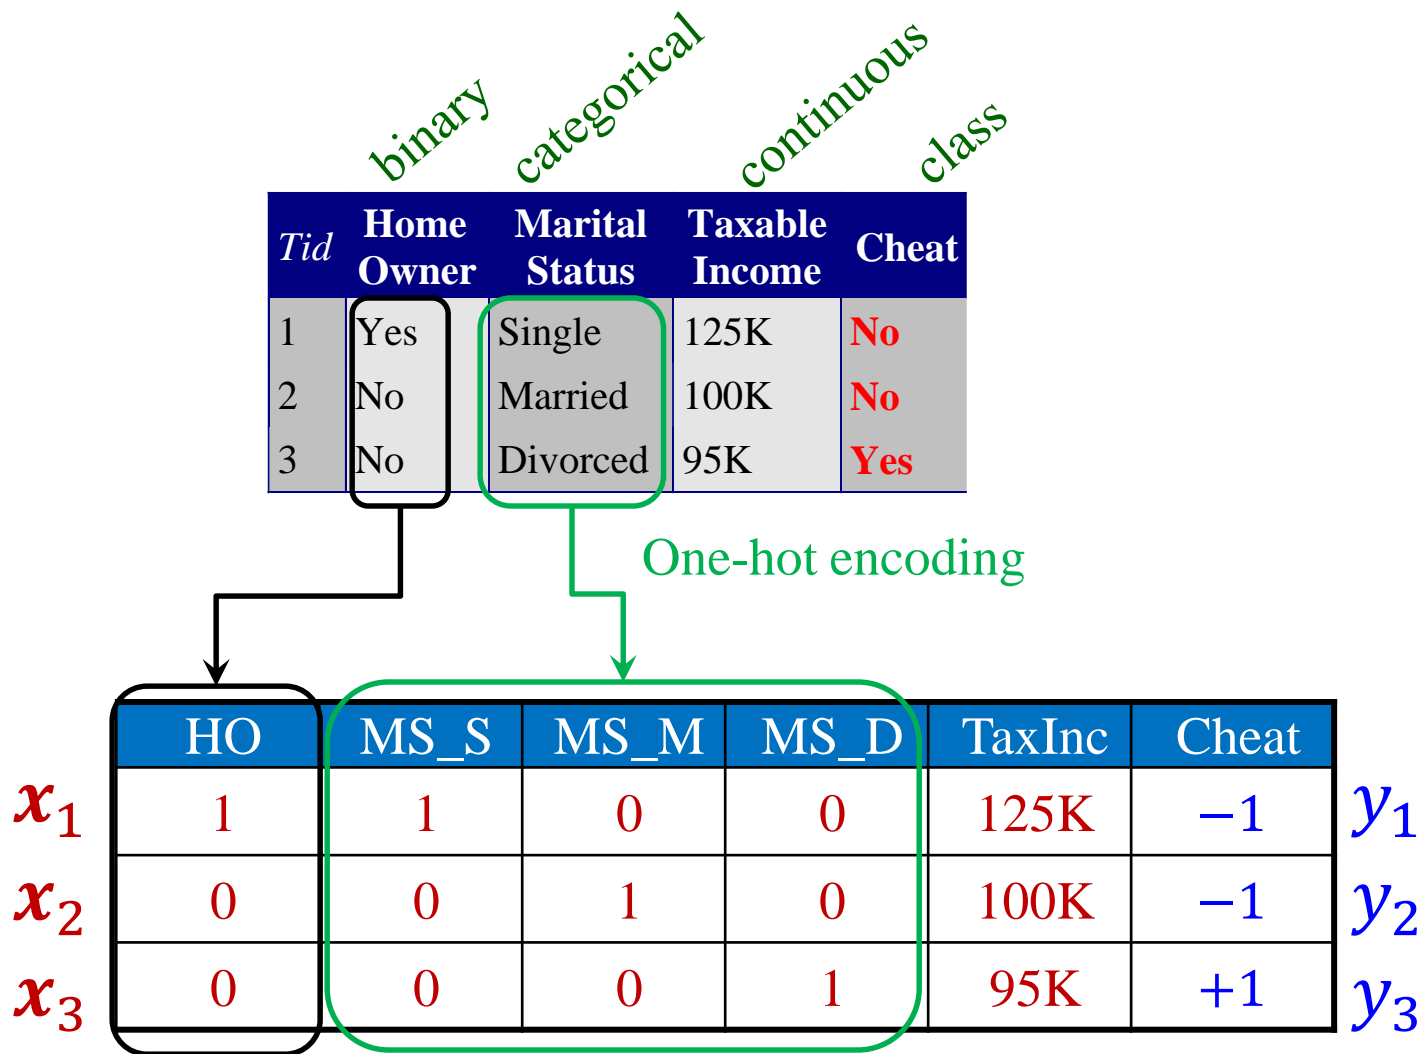 binary categorical continuous class
Tid Home Owner Marital Status Taxable Income Cheat
1 Yes Single 125K No
2 No Married 100K No
3 No Divorced 95K Yes
One-hot encoding
HO MS_S MS_M MS_D TaxInc Cheat
x₁ 1 1 0 0 125K −1 y₁
x₂ 0 0 1 0 100K −1 y₂
x₃ 0 0 0 1 95K +1 y₃